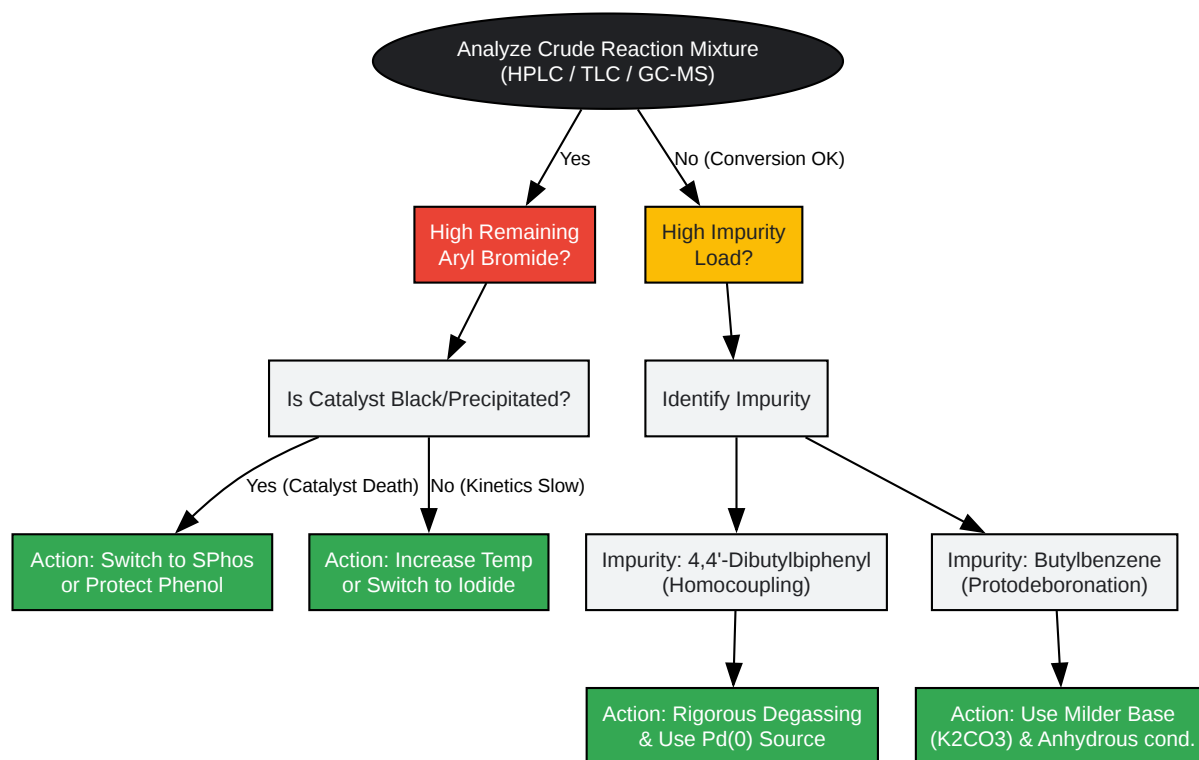 Analyze Crude Reaction Mixture
(HPLC / TLC / GC-MS)
Yes
No (Conversion OK)
High Remaining
Aryl Bromide?
High Impurity
Load?
Is Catalyst Black/Precipitated?
Identify Impurity
Yes (Catalyst Death)
No (Kinetics Slow)
Action: Switch to SPhos
or Protect Phenol
Action: Increase Temp
or Switch to Iodide
Impurity: 4,4'-Dibutylbiphenyl
(Homocoupling)
Impurity: Butylbenzene
(Protodeboronation)
Action: Rigorous Degassing
& Use Pd(0) Source
Action: Use Milder Base
(K2CO3) & Anhydrous cond.